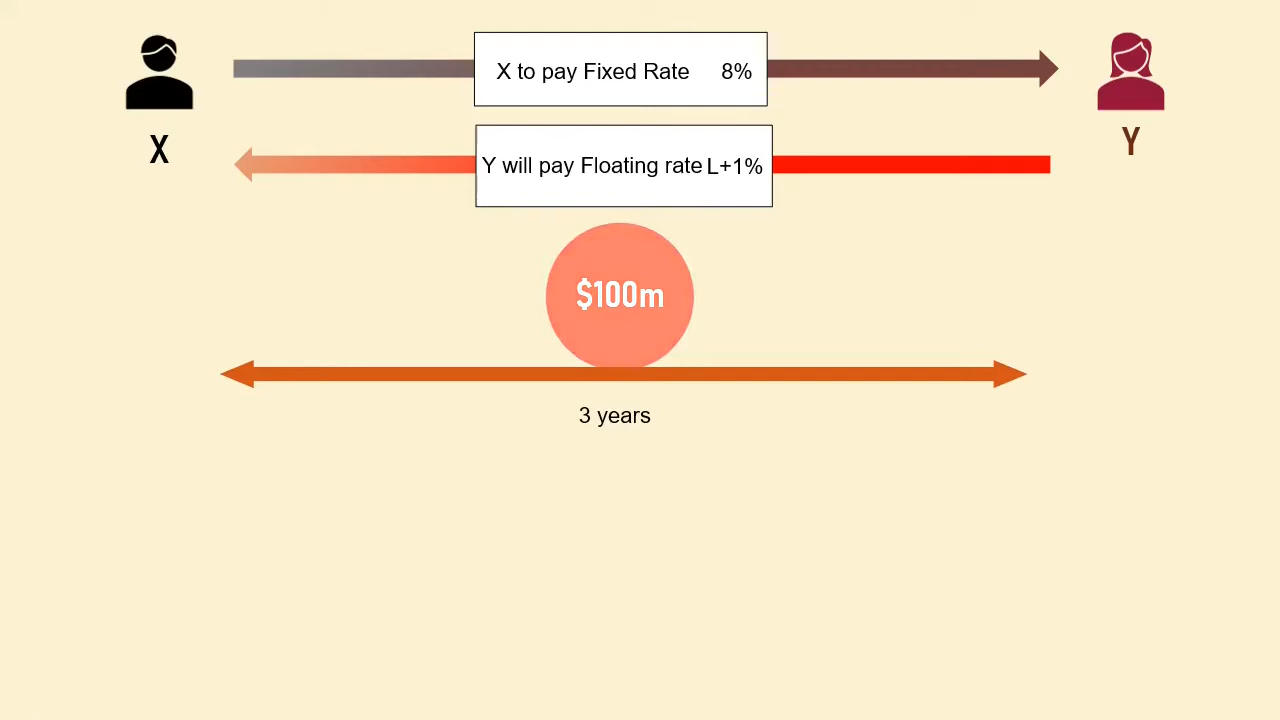 X to pay Fixed Rate 8%
X
Y
Y will pay Floating rate L+1%
$100m
3 years